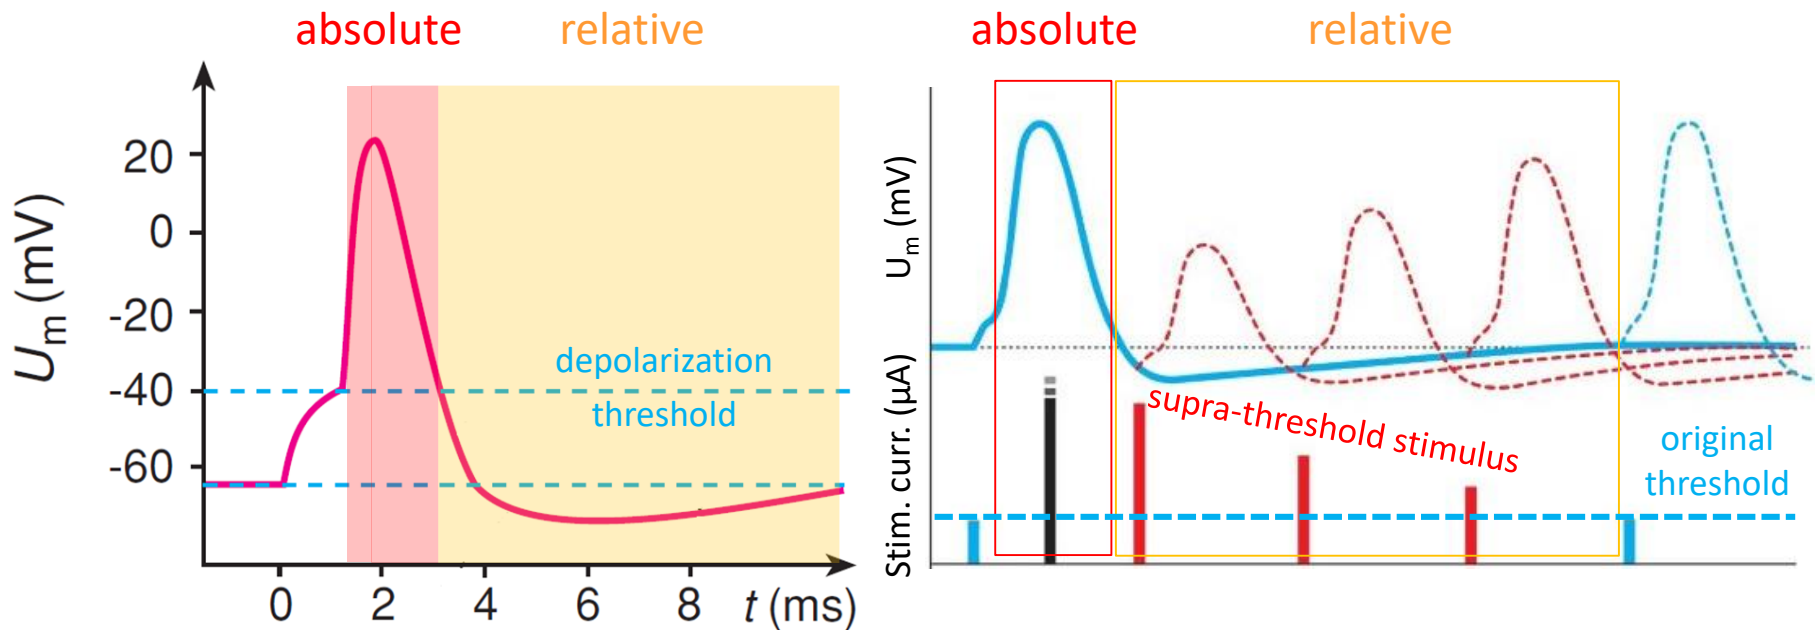 absolute
relative
20
0
-20
-40
-60
Um (mV)
depolarization
threshold
0 2 4 6 8 t (ms)
absolute
relative
Um (mV)
Stim. curr. (µA)
supra-threshold stimulus
original
threshold